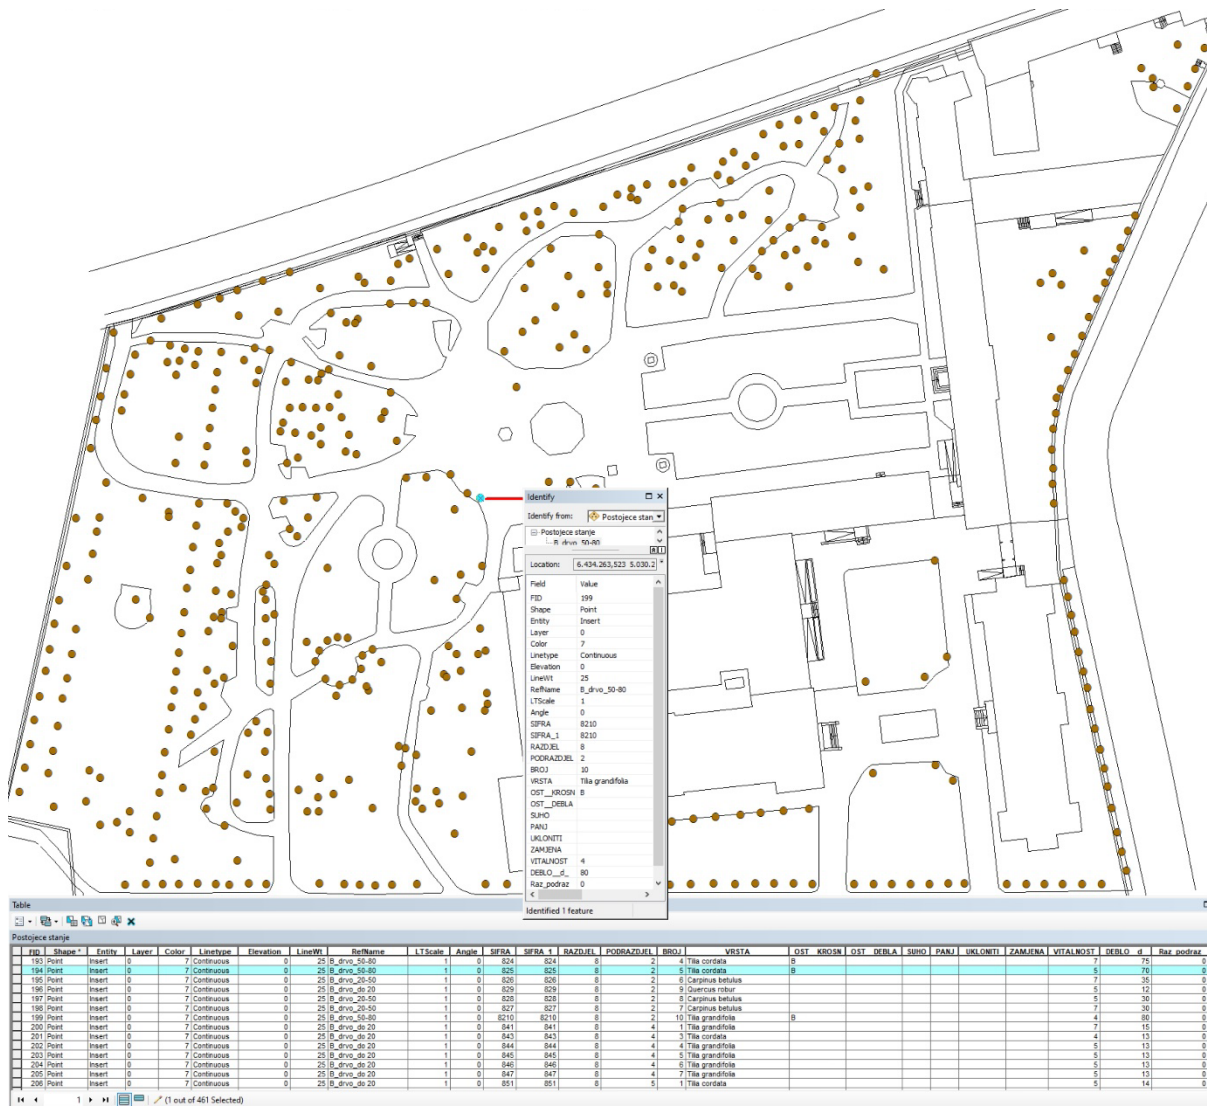 Identify
Identify from: Postojece stan
Postojece stanje
B_drvo_50-80
Location: 6.434.263,523 5.030.2
Field Value
FID 199
Shape Point
Entity Insert
Layer 0
Color 7
Linetype Continuous
Elevation 0
LineWt 25
RefName B_drvo_50-80
LTScale 1
Angle 0
SIFRA 8210
SIFRA_1 8210
RAZDJEL 8
PODRAZDJEL 2
BROJ 10
VRSTA Tilia grandifolia
OST__KROSN B
OST__DEBLA
SUHO
PANJ
UKLONITI
ZAMJENA
VITALNOST 4
DEBLO__d_ 80
Raz_podraz 0
Identified 1 feature
Table
Postojece stanje
FID Shape * Entity Layer Color Linetype Elevation LineWt RefName LTScale Angle SIFRA SIFRA_1 RAZDJEL PODRAZDJEL BROJ VRSTA OST KROSN OST DEBLA SUHO PANJ UKLONITI ZAMJENA VITALNOST DEBLO d Raz podraz
193 Point Insert 0 7 Continuous 0 25 B_drvo_50-80 1 0 824 824 8 2 4 Tilia cordata B 7 75 0
194 Point Insert 0 7 Continuous 0 25 B_drvo_50-80 1 0 825 825 8 2 5 Tilia cordata B 5 70 0
195 Point Insert 0 7 Continuous 0 25 B_drvo_20-50 1 0 826 826 8 2 6 Carpinus betulus 7 35 0
196 Point Insert 0 7 Continuous 0 25 B_drvo_do 20 1 0 829 829 8 2 9 Quercus robur 5 12 0
197 Point Insert 0 7 Continuous 0 25 B_drvo_20-50 1 0 828 828 8 2 8 Carpinus betulus 5 30 0
198 Point Insert 0 7 Continuous 0 25 B_drvo_20-50 1 0 827 827 8 2 7 Carpinus betulus 7 30 0
199 Point Insert 0 7 Continuous 0 25 B_drvo_50-80 1 0 8210 8210 8 2 10 Tilia grandifolia B 4 80 0
200 Point Insert 0 7 Continuous 0 25 B_drvo_do 20 1 0 841 841 8 4 1 Tilia grandifolia 7 15 0
201 Point Insert 0 7 Continuous 0 25 B_drvo_do 20 1 0 843 843 8 4 3 Tilia cordata 4 13 0
202 Point Insert 0 7 Continuous 0 25 B_drvo_do 20 1 0 844 844 8 4 4 Tilia grandifolia 5 13 0
203 Point Insert 0 7 Continuous 0 25 B_drvo_do 20 1 0 845 845 8 4 5 Tilia grandifolia 5 13 0
204 Point Insert 0 7 Continuous 0 25 B_drvo_do 20 1 0 846 846 8 4 6 Tilia grandifolia 5 13 0
205 Point Insert 0 7 Continuous 0 25 B_drvo_do 20 1 0 847 847 8 4 7 Tilia grandifolia 5 13 0
206 Point Insert 0 7 Continuous 0 25 B_drvo_do 20 1 0 851 851 8 5 1 Tilia cordata 5 14 0
1 (1 out of 461 Selected)